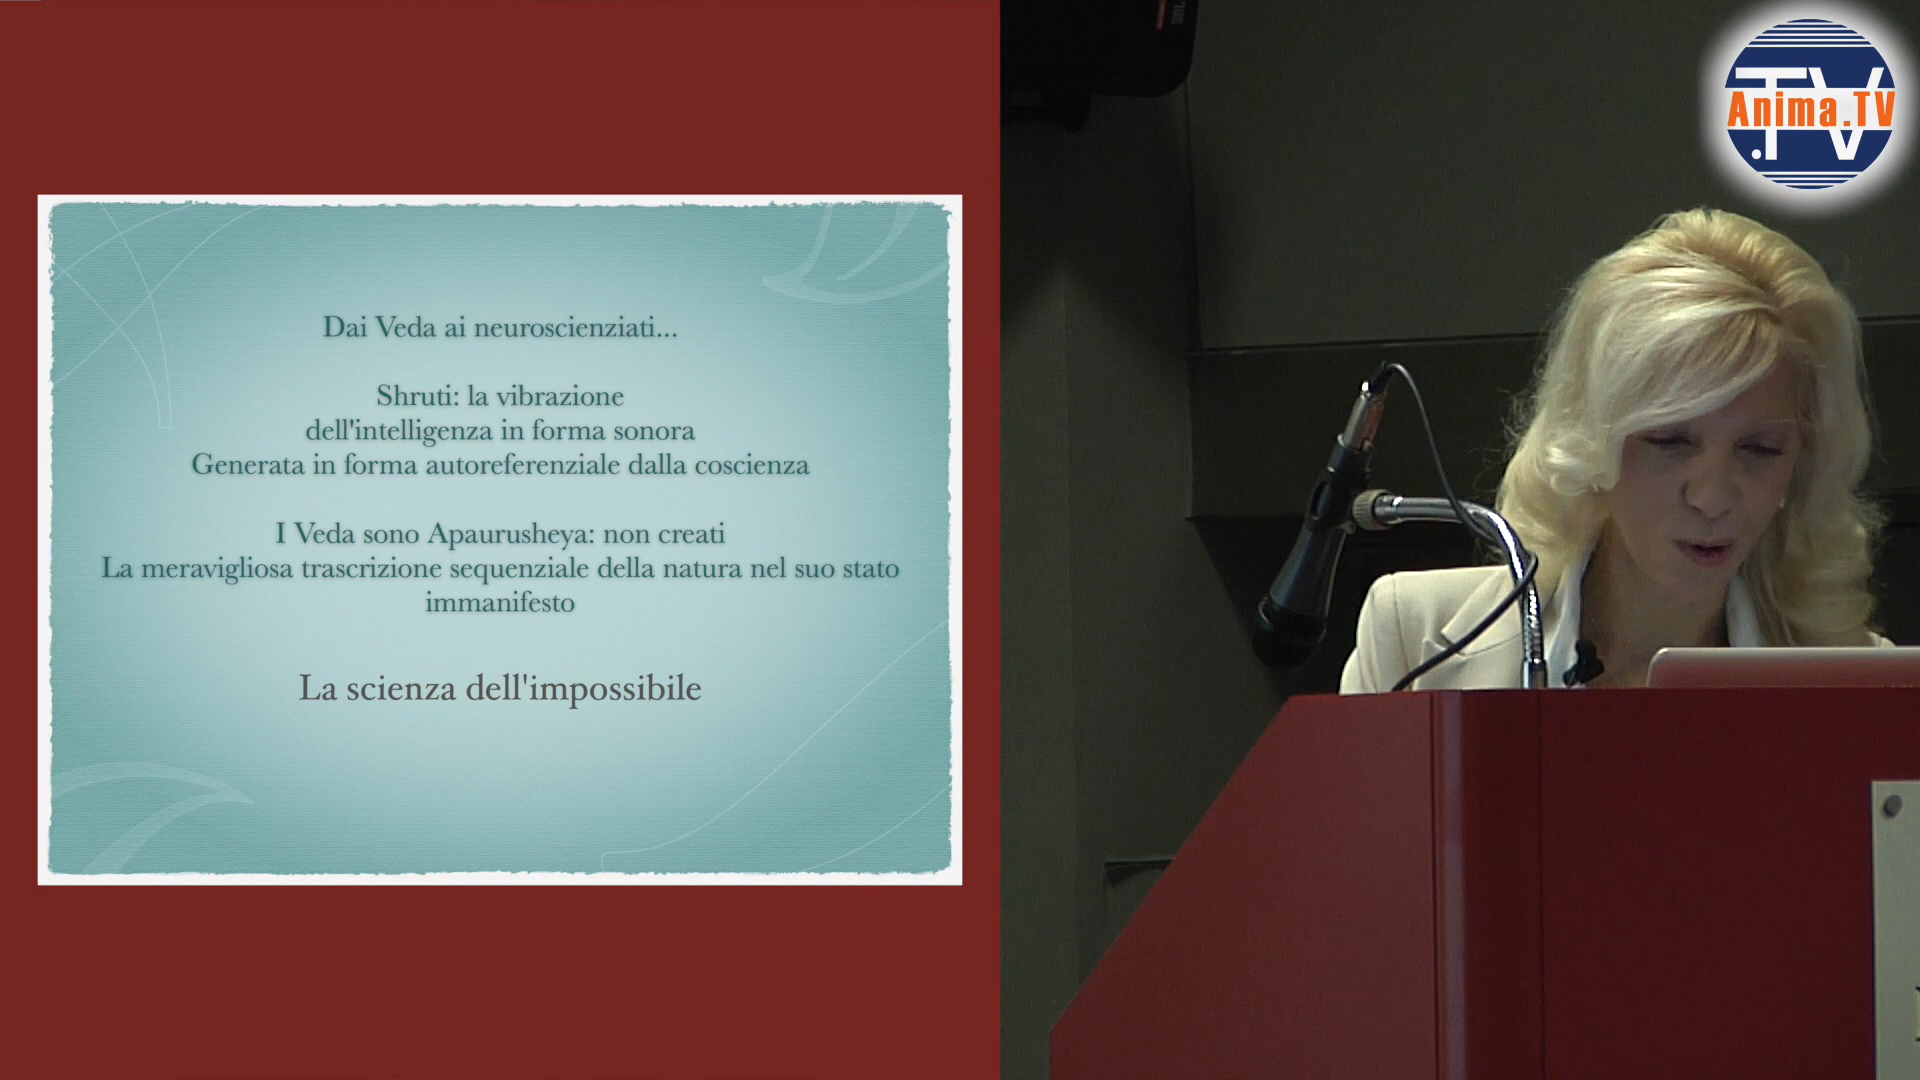 Dai Veda ai neuroscienziati...
Shruti: la vibrazione
dell'intelligenza in forma sonora
Generata in forma autoreferenziale dalla coscienza
I Veda sono Apaurusheya: non creati
La meravigliosa trascrizione sequenziale della natura nel suo stato
immanifesto
La scienza dell'impossibile
.TV
Anima.TV
JBL